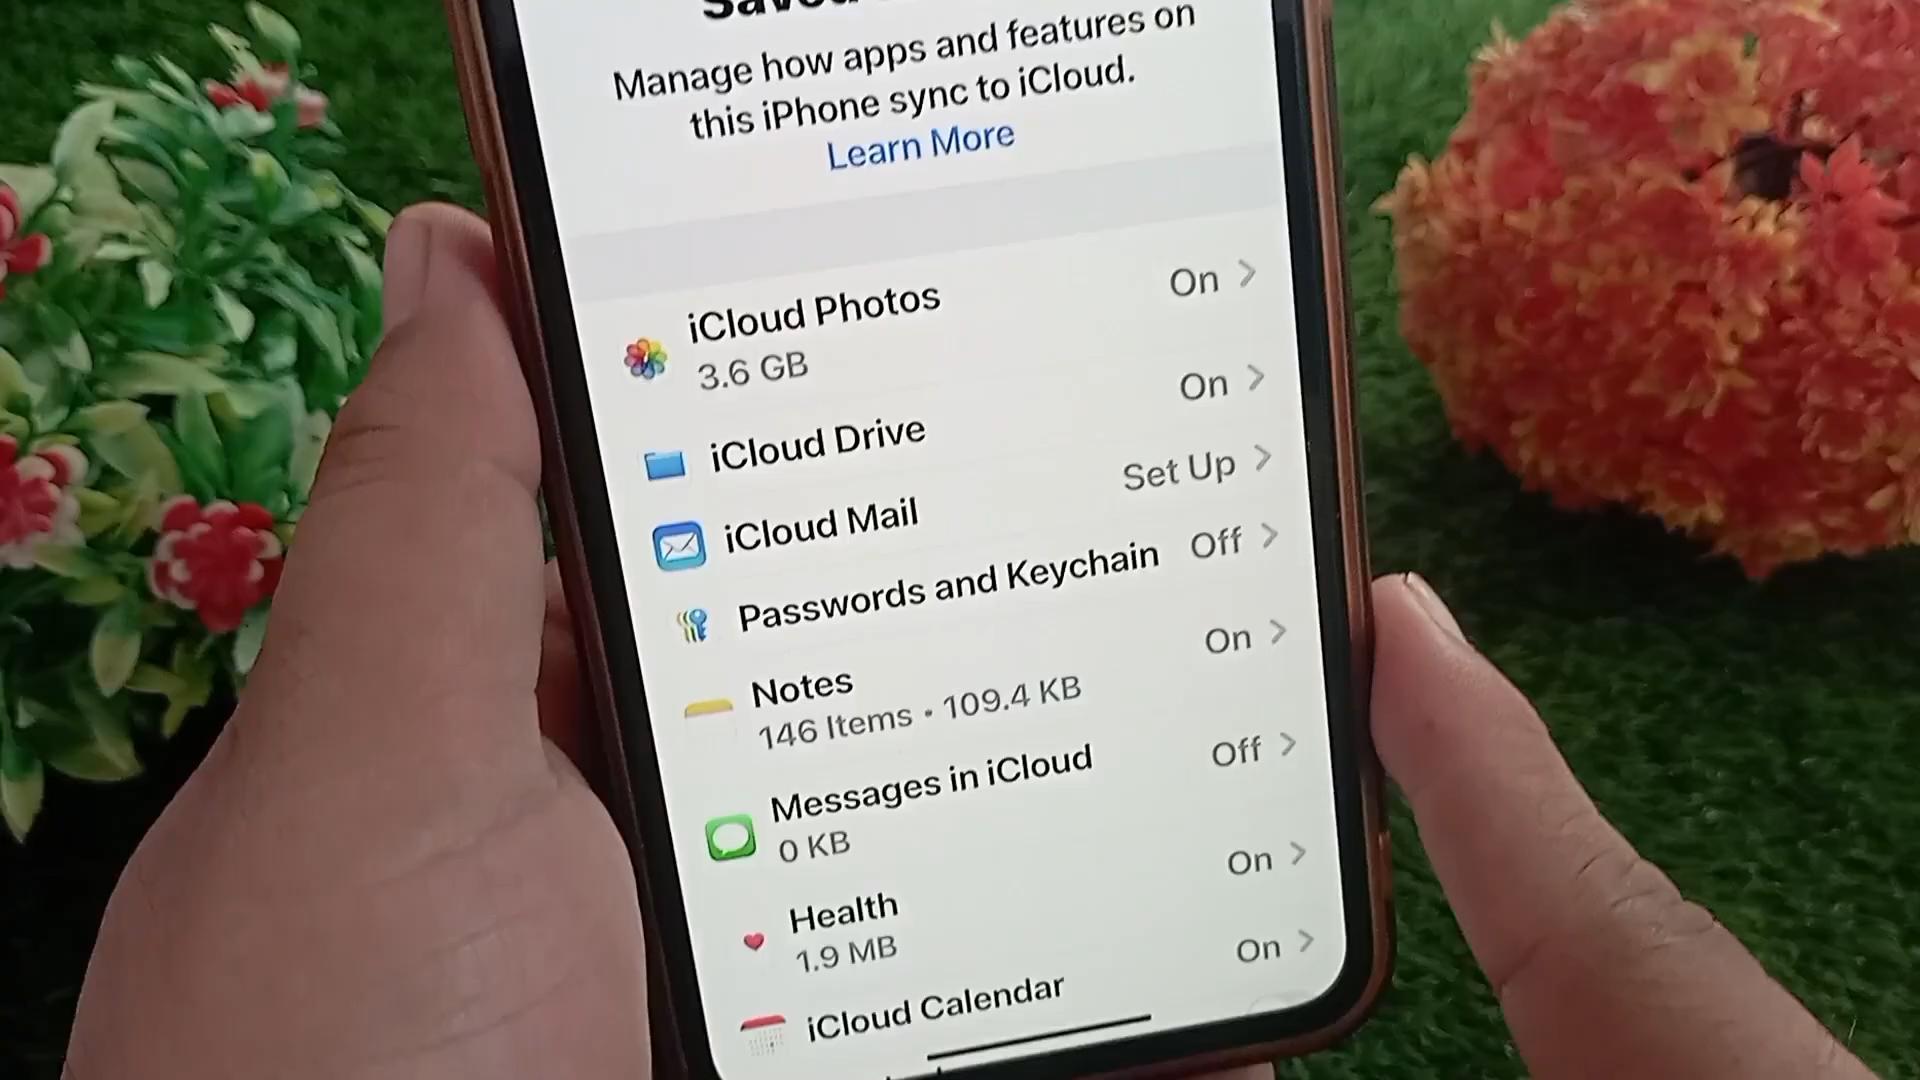 Manage how apps and features on
this iPhone sync to iCloud.
Learn More
iCloud Photos On
3.6 GB
iCloud Drive On
iCloud Mail Set Up
Passwords and Keychain Off
Notes On
146 Items • 109.4 KB
Messages in iCloud Off
0 KB
Health On
1.9 MB
iCloud Calendar On